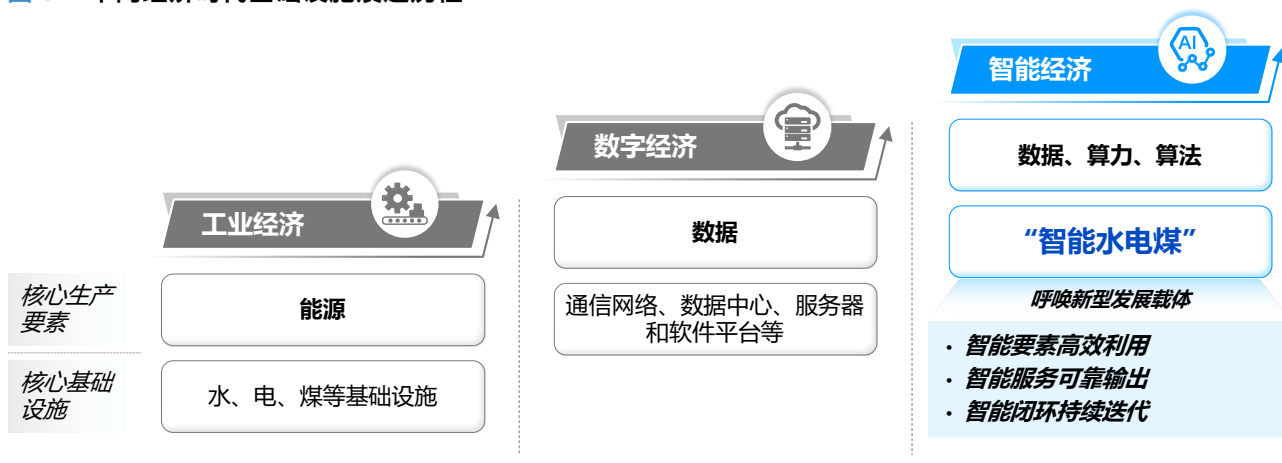 智能经济
AI
数据、算力、算法
“智能水电煤”
呼唤新型发展载体
· 智能要素高效利用
· 智能服务可靠输出
· 智能闭环持续迭代
数字经济
数据
通信网络、数据中心、服务器
和软件平台等
工业经济
核心生产
要素
能源
核心基础
设施
水、电、煤等基础设施